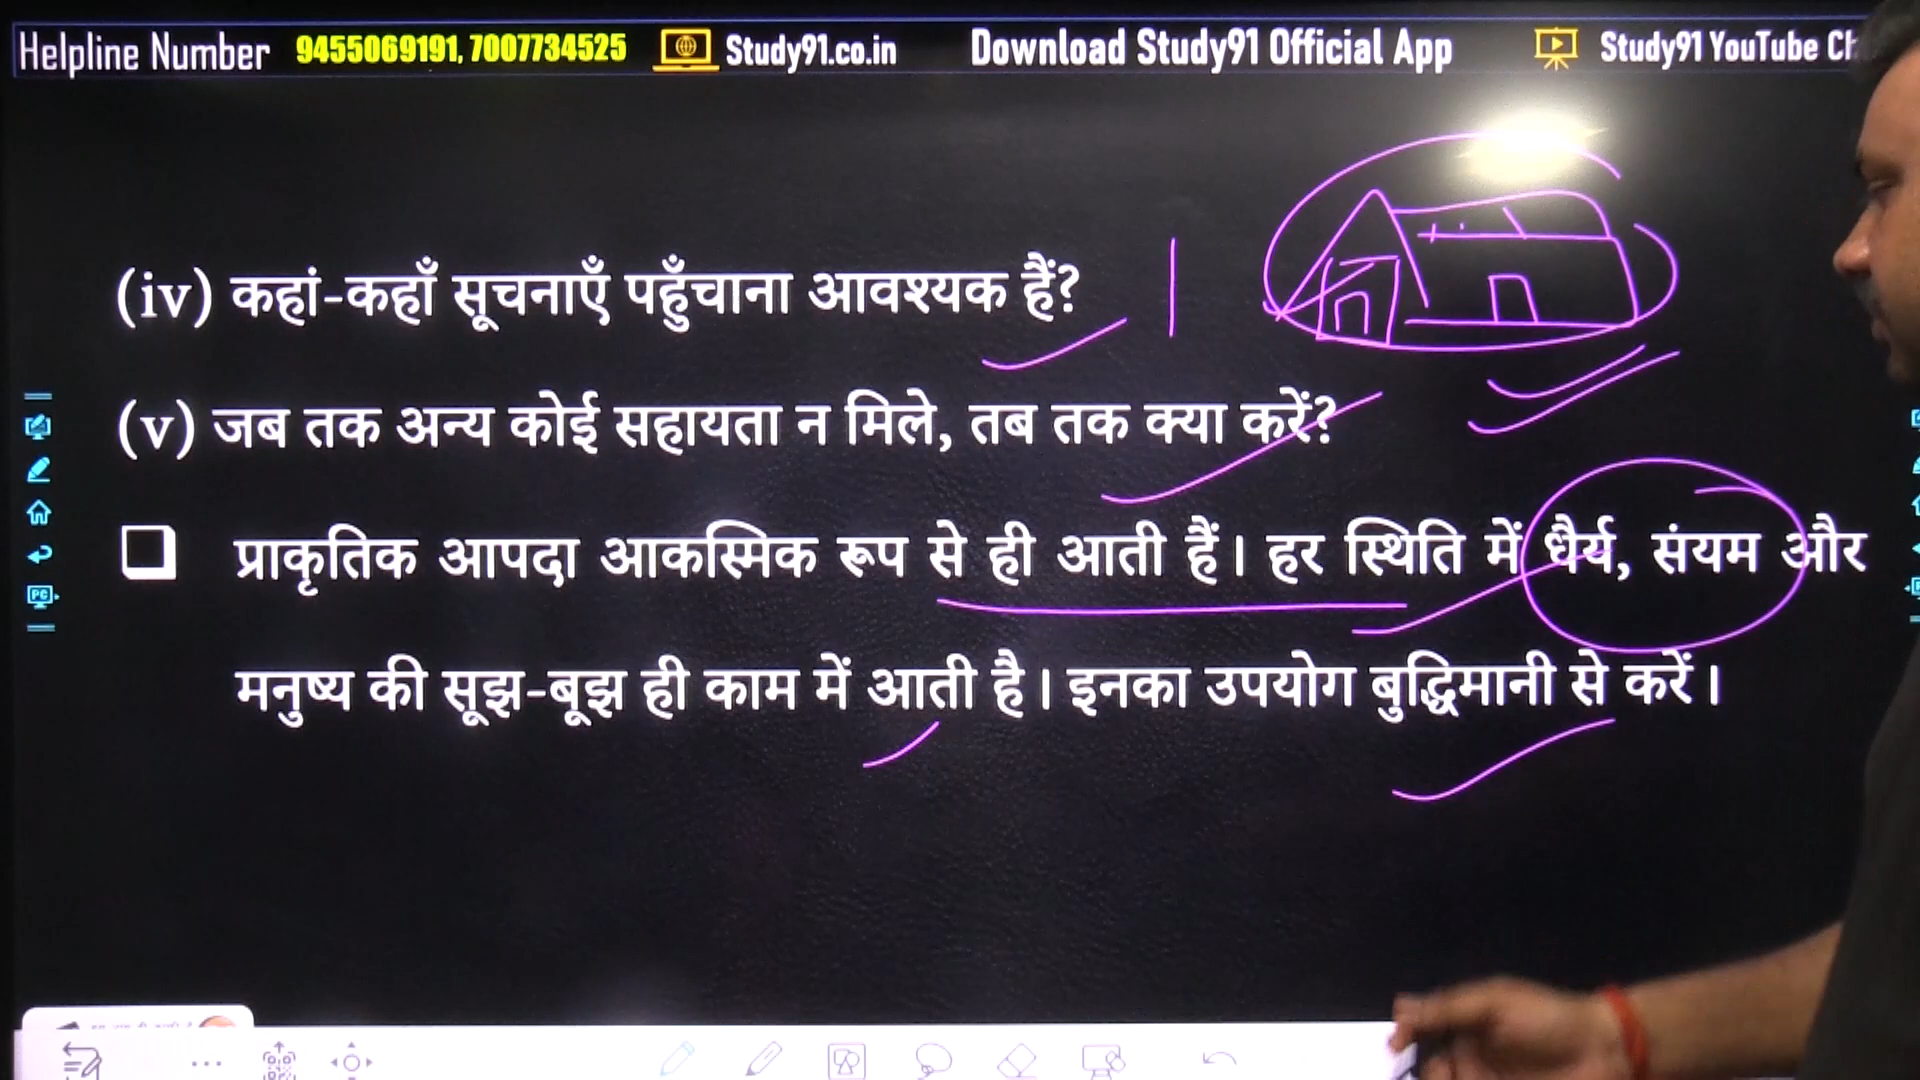 Helpline Number 9455069191, 7007734525 Study91.co.in Download Study91 Official App Study91 YouTube
(iv) कहां-कहाँ सूचनाएँ पहुँचाना आवश्यक हैं?
(v) जब तक अन्य कोई सहायता न मिले, तब तक क्या करें?
प्राकृतिक आपदा आकस्मिक रूप से ही आती हैं। हर स्थिति में धैर्य, संयम और
मनुष्य की सूझ-बूझ ही काम में आती है। इनका उपयोग बुद्धिमानी से करें।